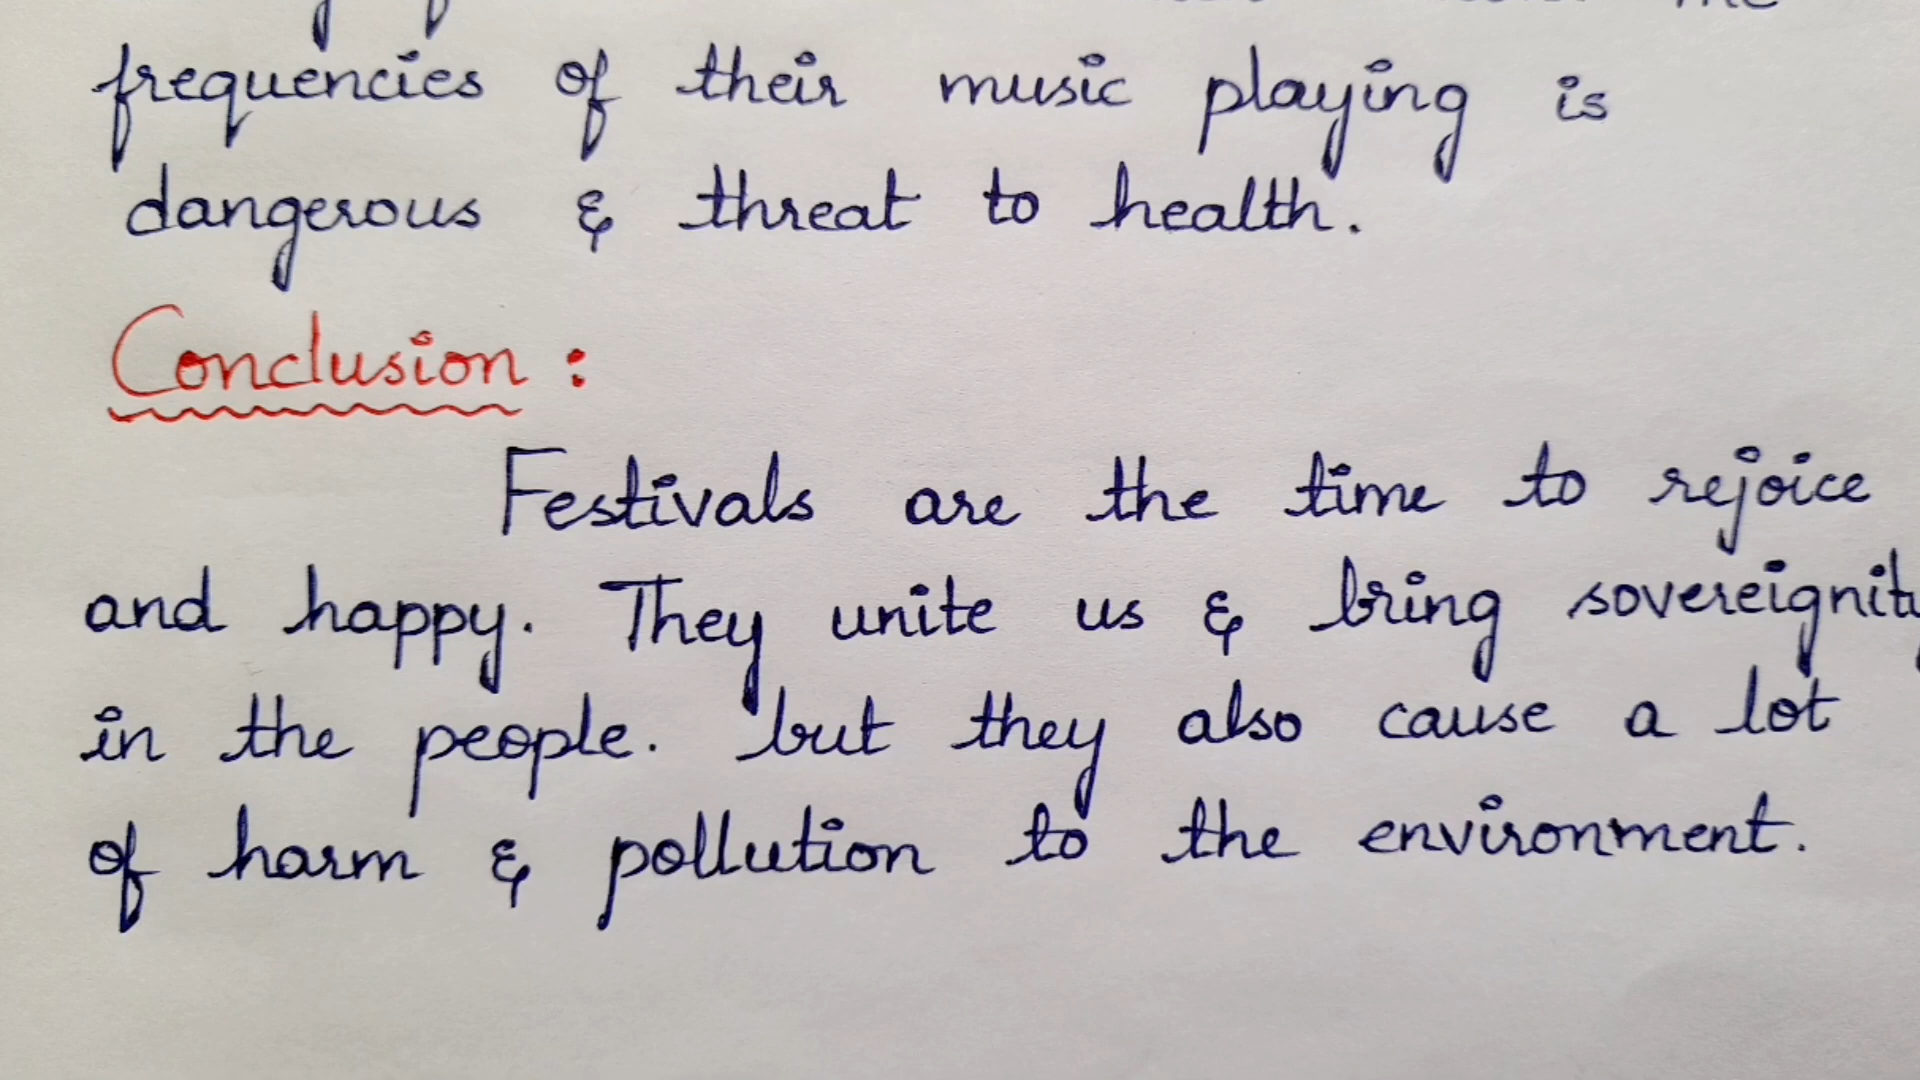 frequencies of their music playing is
dangerous & threat to health.
Conclusion :
Festivals are the time to rejoice
and happy. They unite us & bring sovereignity
in the people. but they also cause a lot
of harm & pollution to the environment.